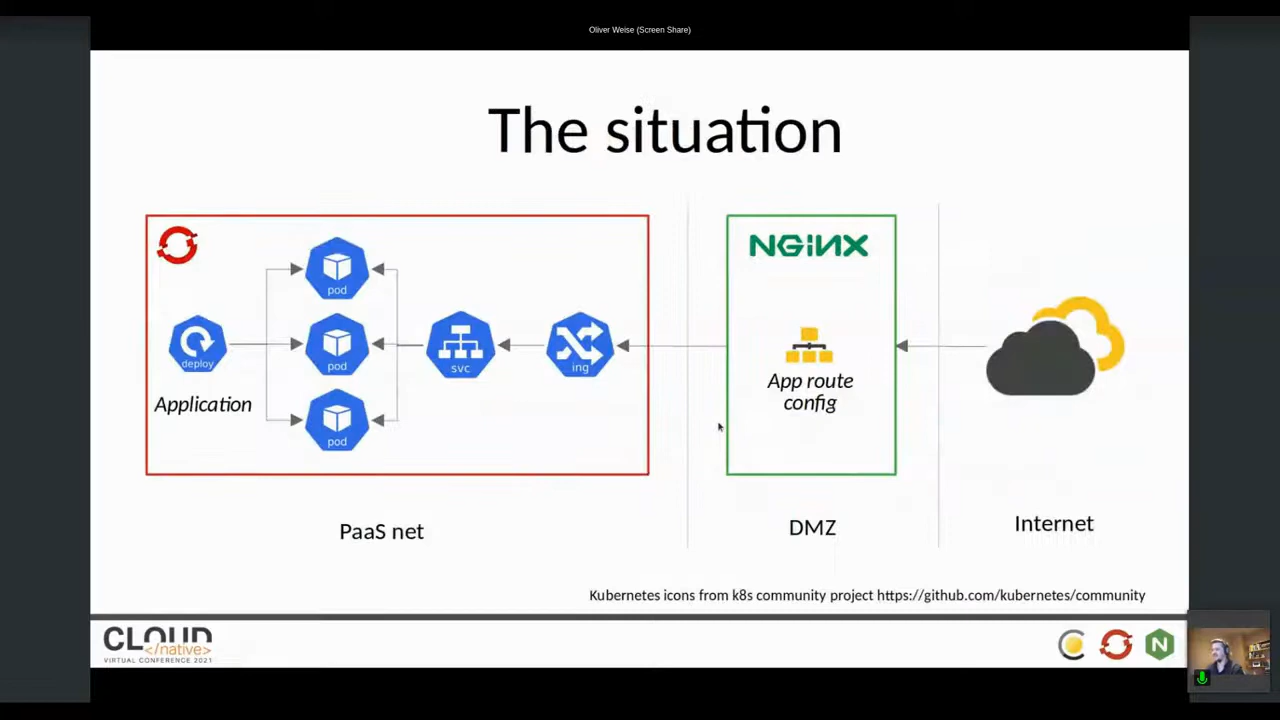 Oliver Weise (Screen Share)
The situation
NGINX
pod
deploy
pod
svc
ing
App route
config
Application
pod
PaaS net
DMZ
Internet
Kubernetes icons from k8s community project https://github.com/kubernetes/community
CLOUD
</native>
VIRTUAL CONFERENCE 2021
N